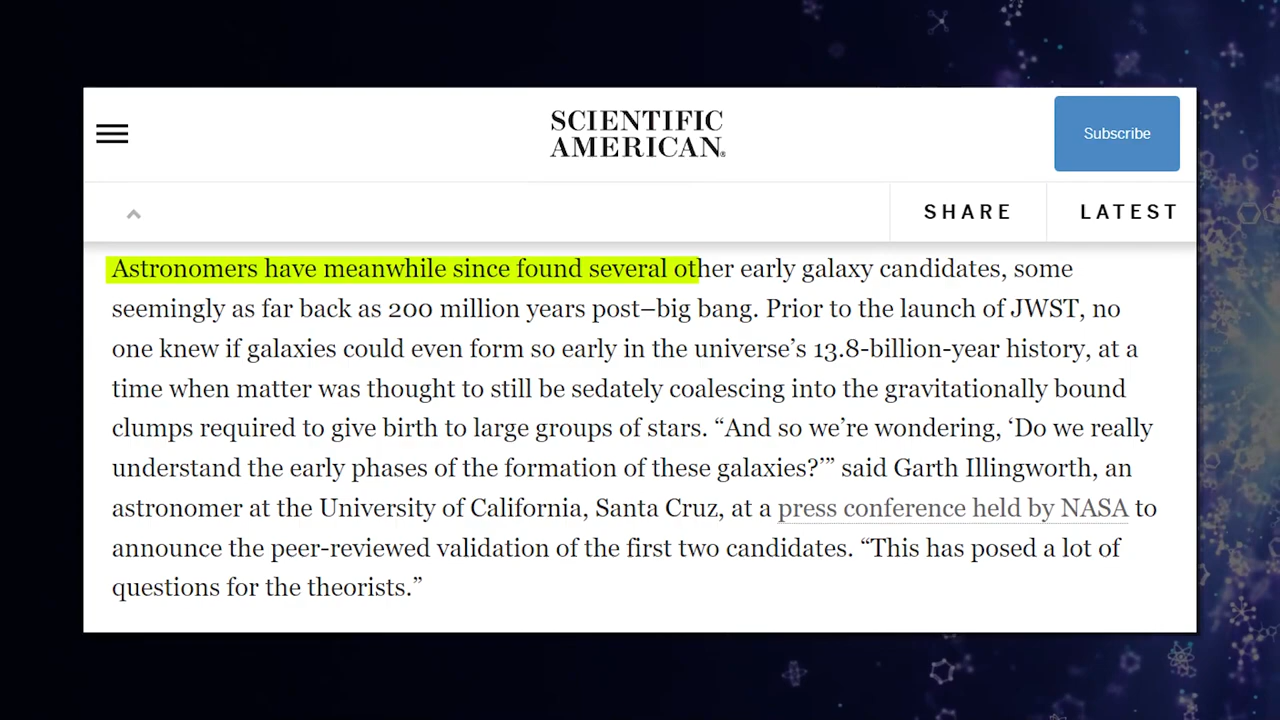 SCIENTIFIC
AMERICAN®
Subscribe
SHARE
LATEST
Astronomers have meanwhile since found several other early galaxy candidates, some
seemingly as far back as 200 million years post–big bang. Prior to the launch of JWST, no
one knew if galaxies could even form so early in the universe’s 13.8-billion-year history, at a
time when matter was thought to still be sedately coalescing into the gravitationally bound
clumps required to give birth to large groups of stars. “And so we’re wondering, ‘Do we really
understand the early phases of the formation of these galaxies?’” said Garth Illingworth, an
astronomer at the University of California, Santa Cruz, at a press conference held by NASA to
announce the peer-reviewed validation of the first two candidates. “This has posed a lot of
questions for the theorists.”